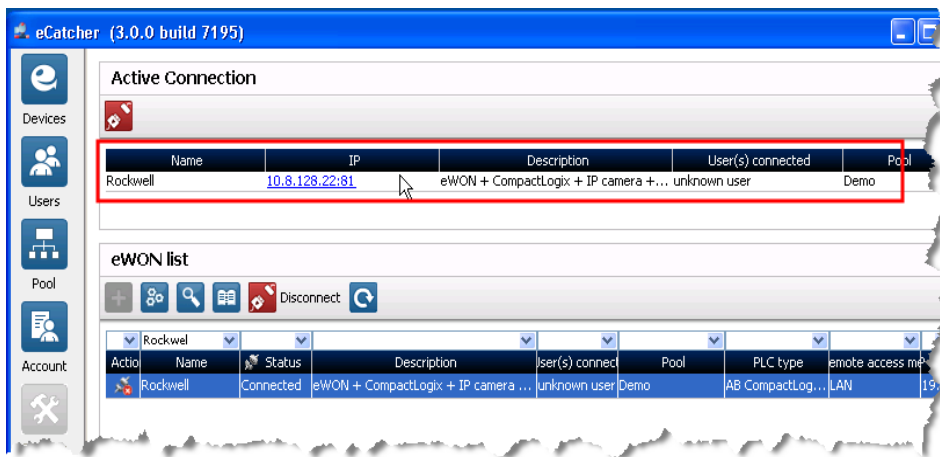 eCatcher (3.0.0 build 7195)
Devices
Users
Pool
Account
Active Connection
Name IP Description User(s) connected Pool
Rockwell 10.8.128.22:81 eWON + CompactLogix + IP camera +... unknown user Demo
eWON list
Disconnect
Rockwel
Actio Name Status Description Jser(s) connect Pool PLC type emote access me
Rockwell Connected eWON + CompactLogix + IP camera ... unknown user Demo AB CompactLog... LAN 19.